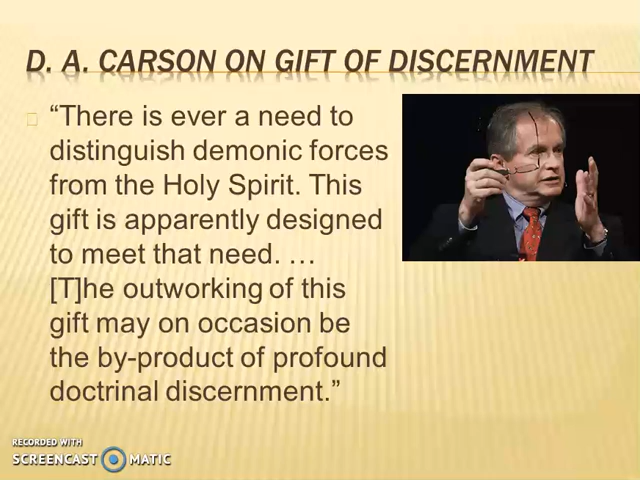 D. A. CARSON ON GIFT OF DISCERNMENT
“There is ever a need to
distinguish demonic forces
from the Holy Spirit. This
gift is apparently designed
to meet that need. …
[T]he outworking of this
gift may on occasion be
the by-product of profound
doctrinal discernment.”
RECORDED WITH
SCREENCAST MATIC